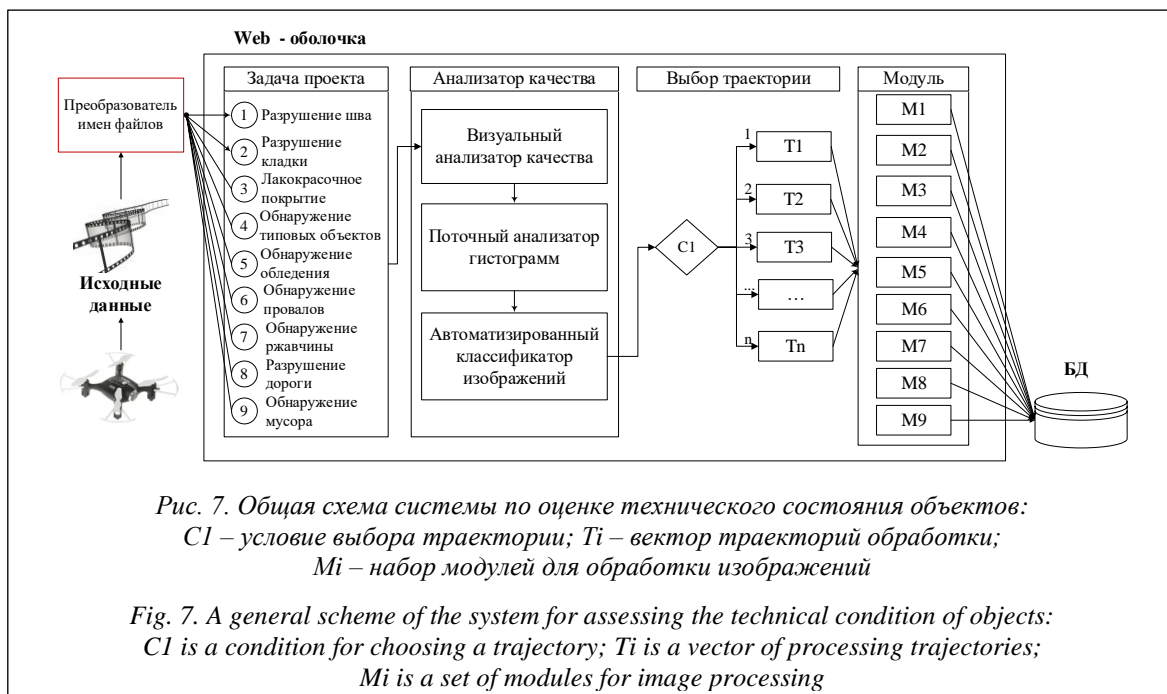 Web - оболочка
Преобразователь
имен файлов
Исходные
данные
Задача проекта
1 Разрушение шва
2 Разрушение
кладки
3 Лакокрасочное
покрытие
4 Обнаружение
типовых объектов
5 Обнаружение
обледения
6 Обнаружение
провалов
7 Обнаружение
ржавчины
8 Разрушение
дороги
9 Обнаружение
мусора
Анализатор качества
Визуальный
анализатор качества
Поточный анализатор
гистограмм
Автоматизированный
классификатор
изображений
Выбор траектории
C1
1 T1
2 T2
3 T3
... …
n Tn
Модуль
M1
M2
M3
M4
M5
M6
M7
M8
M9
БД
Рис. 7. Общая схема системы по оценке технического состояния объектов:
C1 – условие выбора траектории; Ti – вектор траекторий обработки;
Mi – набор модулей для обработки изображений
Fig. 7. A general scheme of the system for assessing the technical condition of objects:
C1 is a condition for choosing a trajectory; Ti is a vector of processing trajectories;
Mi is a set of modules for image processing